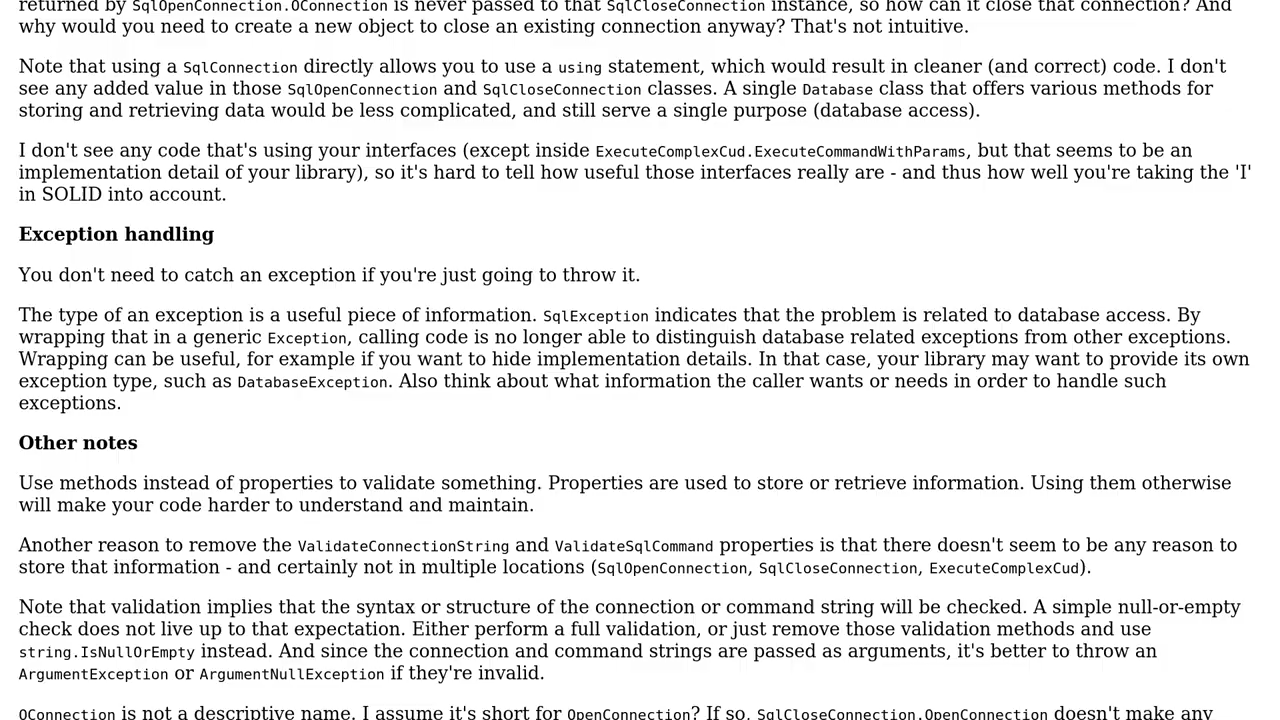 returned by SqlOpenConnection.OConnection is never passed to that SqlCloseConnection instance, so how can it close that connection? And
why would you need to create a new object to close an existing connection anyway? That's not intuitive.
Note that using a SqlConnection directly allows you to use a using statement, which would result in cleaner (and correct) code. I don't
see any added value in those SqlOpenConnection and SqlCloseConnection classes. A single Database class that offers various methods for
storing and retrieving data would be less complicated, and still serve a single purpose (database access).
I don't see any code that's using your interfaces (except inside ExecuteComplexCud.ExecuteCommandWithParams, but that seems to be an
implementation detail of your library), so it's hard to tell how useful those interfaces really are - and thus how well you're taking the 'I'
in SOLID into account.
Exception handling
You don't need to catch an exception if you're just going to throw it.
The type of an exception is a useful piece of information. SqlException indicates that the problem is related to database access. By
wrapping that in a generic Exception, calling code is no longer able to distinguish database related exceptions from other exceptions.
Wrapping can be useful, for example if you want to hide implementation details. In that case, your library may want to provide its own
exception type, such as DatabaseException. Also think about what information the caller wants or needs in order to handle such
exceptions.
Other notes
Use methods instead of properties to validate something. Properties are used to store or retrieve information. Using them otherwise
will make your code harder to understand and maintain.
Another reason to remove the ValidateConnectionString and ValidateSqlCommand properties is that there doesn't seem to be any reason to
store that information - and certainly not in multiple locations (SqlOpenConnection, SqlCloseConnection, ExecuteComplexCud).
Note that validation implies that the syntax or structure of the connection or command string will be checked. A simple null-or-empty
check does not live up to that expectation. Either perform a full validation, or just remove those validation methods and use
string.IsNullOrEmpty instead. And since the connection and command strings are passed as arguments, it's better to throw an
ArgumentException or ArgumentNullException if they're invalid.
OConnection is not a descriptive name. I assume it's short for OpenConnection? If so, SqlCloseConnection.OpenConnection doesn't make any